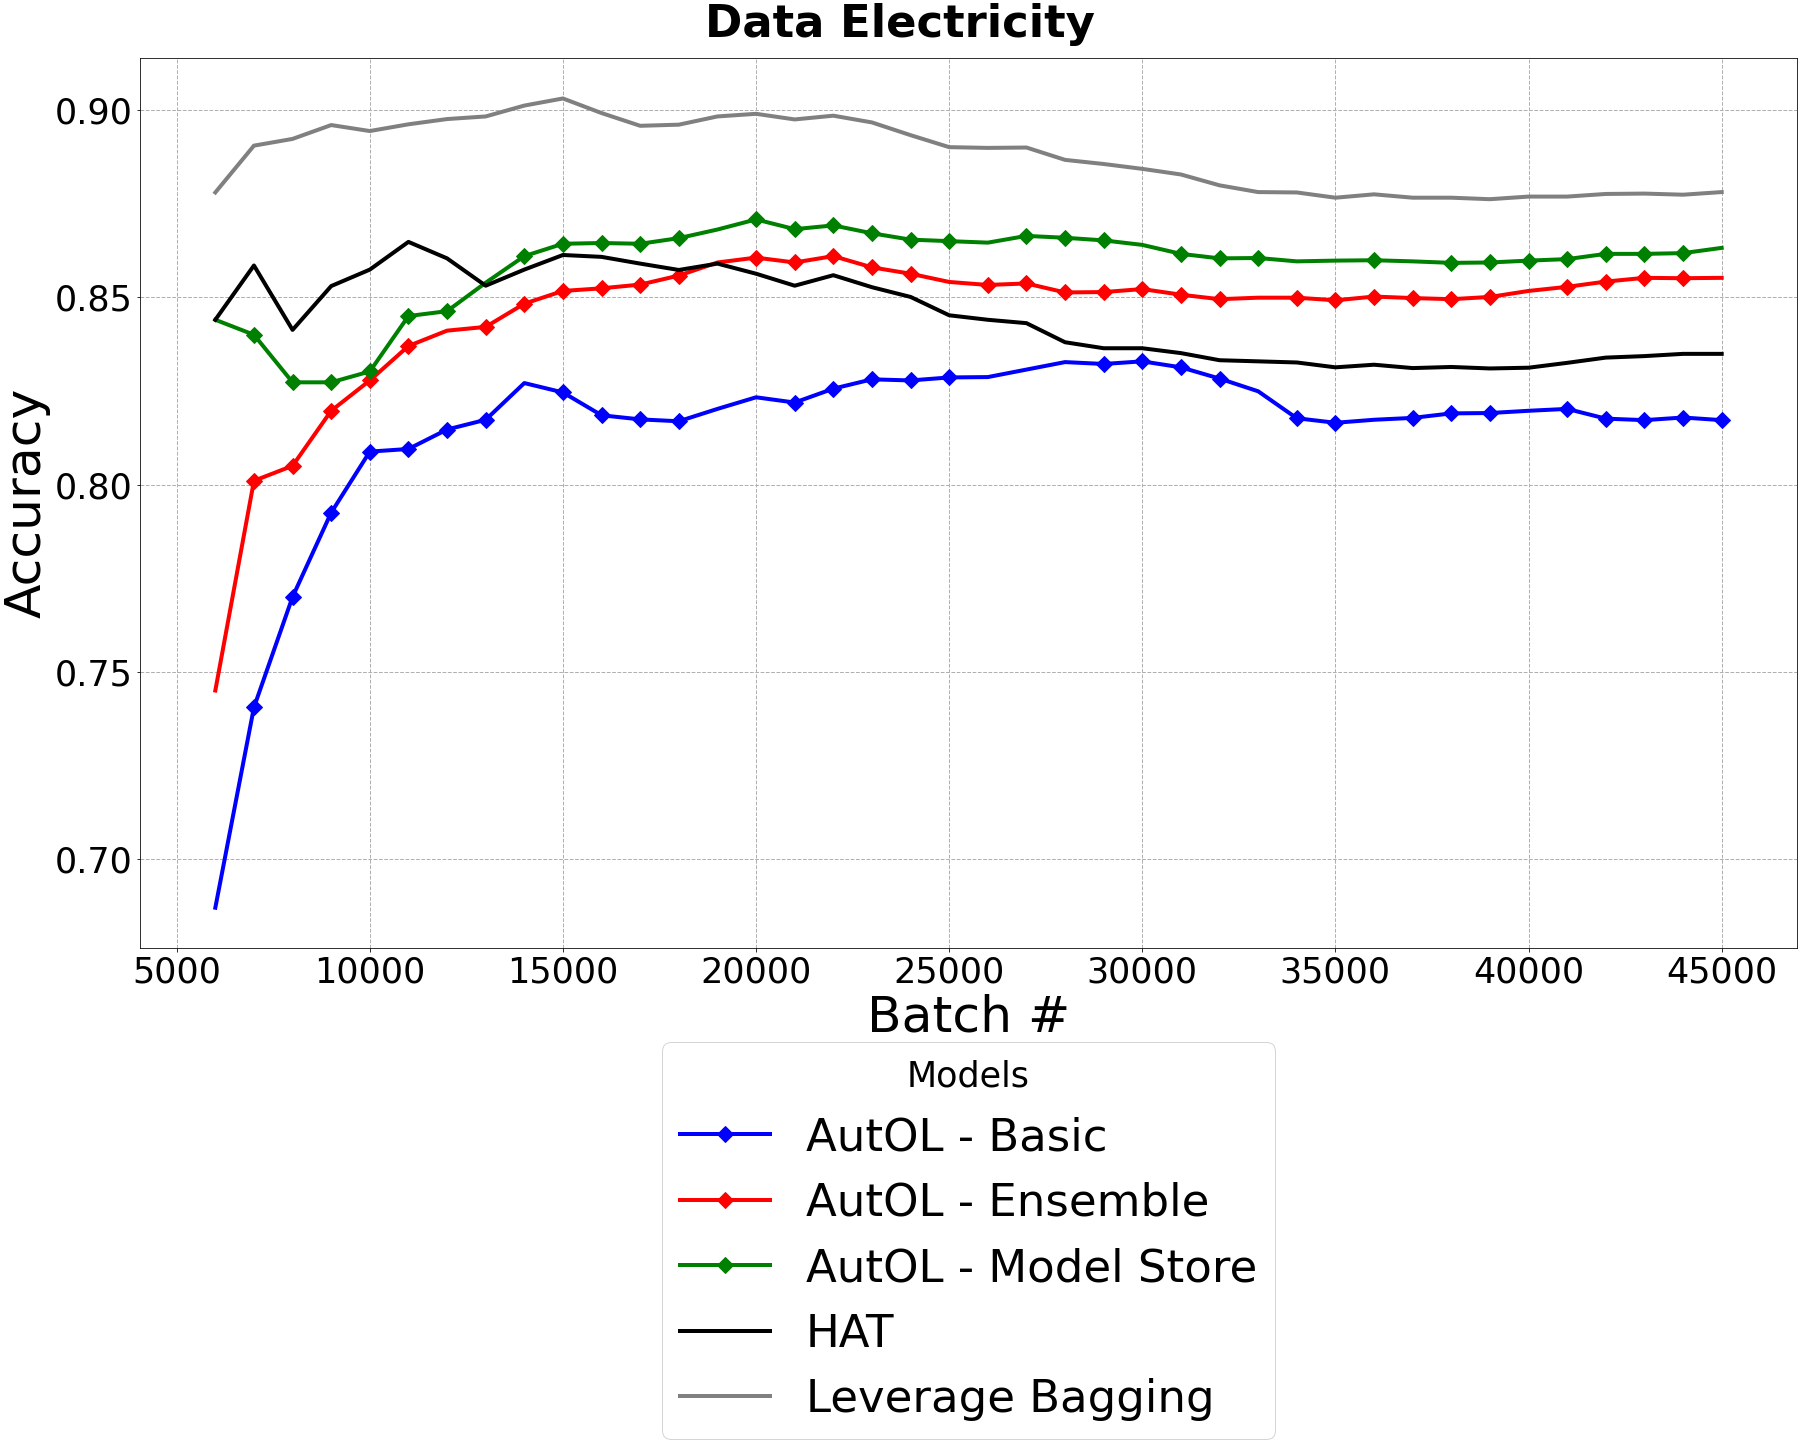 Data Electricity
Accuracy
0.90
0.85
0.80
0.75
0.70
5000 10000 15000 20000 25000 30000 35000 40000 45000
Batch #
Models
AutOL - Basic
AutOL - Ensemble
AutOL - Model Store
HAT
Leverage Bagging